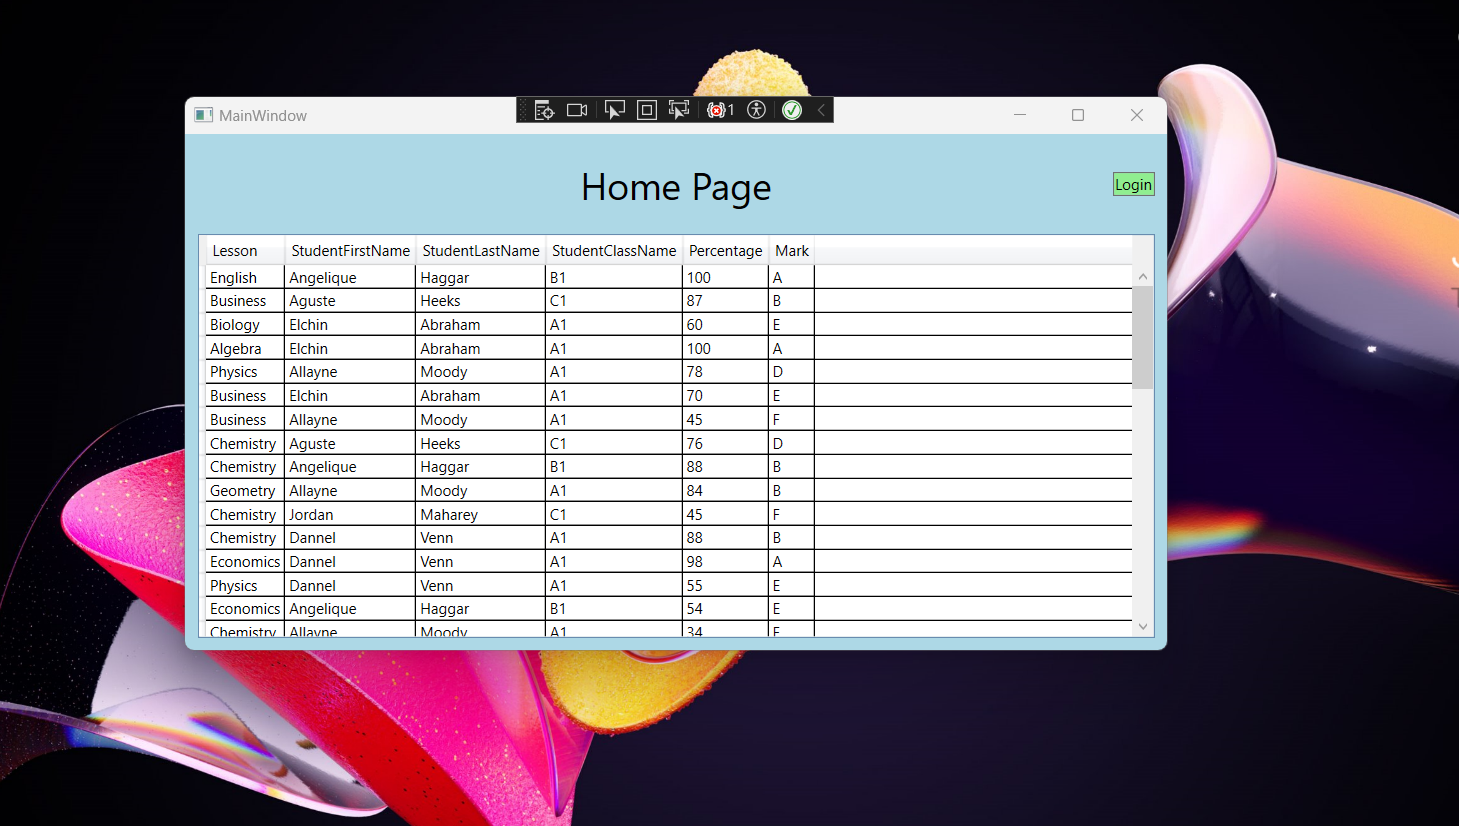 MainWindow
1
Home Page
Login
Lesson StudentFirstName StudentLastName StudentClassName Percentage Mark
English Angelique Haggar B1 100 A
Business Aguste Heeks C1 87 B
Biology Elchin Abraham A1 60 E
Algebra Elchin Abraham A1 100 A
Physics Allayne Moody A1 78 D
Business Elchin Abraham A1 70 E
Business Allayne Moody A1 45 F
Chemistry Aguste Heeks C1 76 D
Chemistry Angelique Haggar B1 88 B
Geometry Allayne Moody A1 84 B
Chemistry Jordan Maharey C1 45 F
Chemistry Dannel Venn A1 88 B
Economics Dannel Venn A1 98 A
Physics Dannel Venn A1 55 E
Economics Angelique Haggar B1 54 E
Chemistry Allayne Moody A1 34